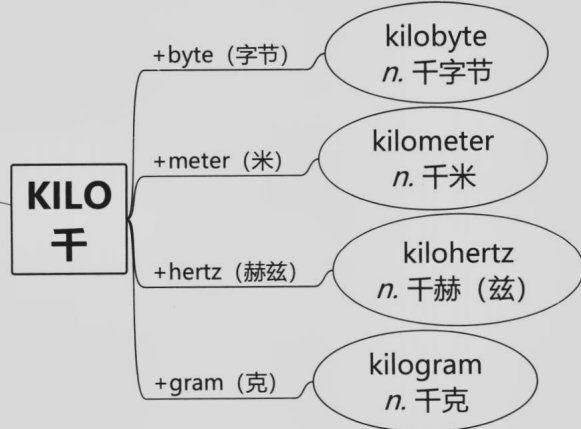 KILO
千
+byte（字节）
kilobyte
n. 千字节
+meter（米）
kilometer
n. 千米
+hertz（赫兹）
kilohertz
n. 千赫（兹）
+gram（克）
kilogram
n. 千克